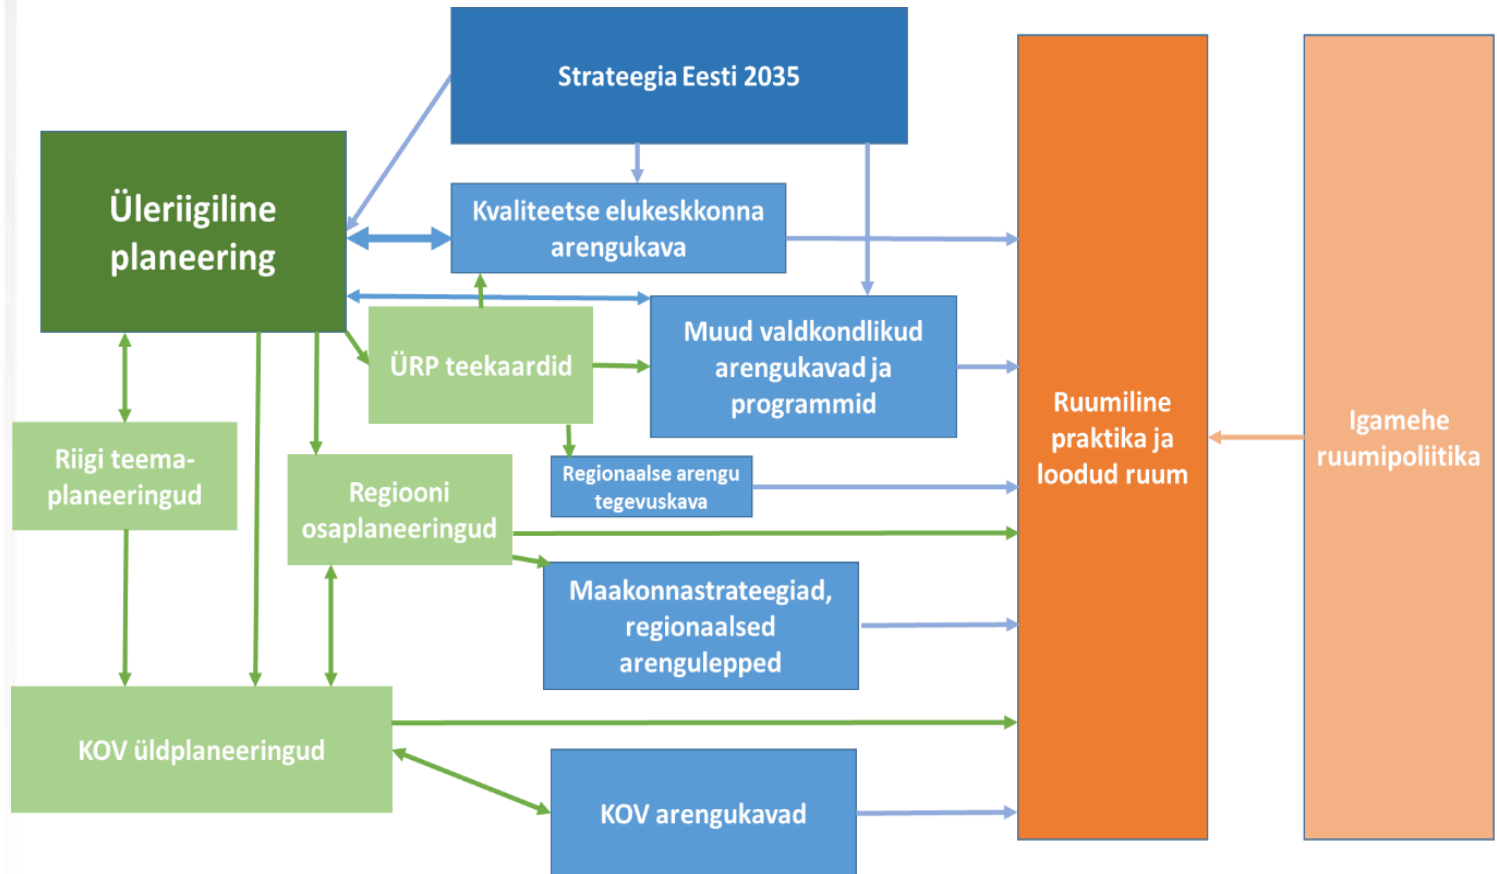 Strateegia Eesti 2035
Üleriigiline
planeering
Kvaliteetse elukeskkonna
arengukava
ÜRP teekaardid
Muud valdkondlikud
arengukavad ja
programmid
Riigi teema-
planeeringud
Regiooni
osaplaneeringud
Regionaalse arengu
tegevuskava
Maakonnastrateegiad,
regionaalsed
arengulepped
KOV üldplaneeringud
KOV arengukavad
Ruumiline
praktika ja
loodud ruum
Igamehe
ruumipoliitika